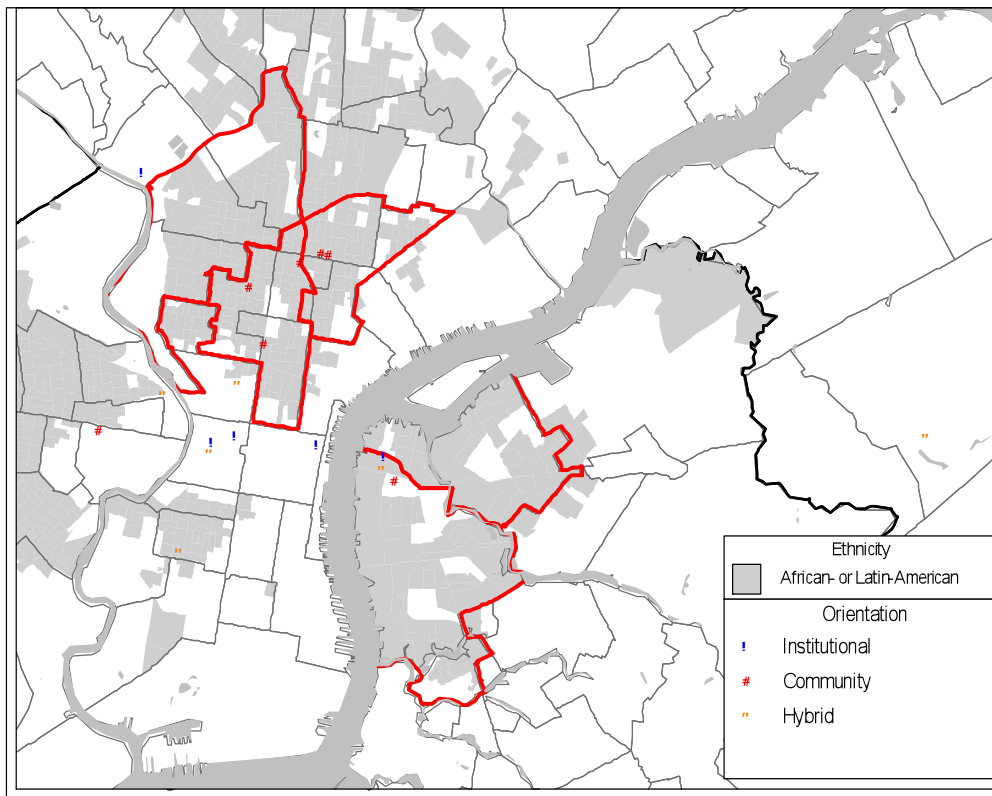 !
##
#
#
#
"
"
#
!
!
"
!
!
"
#
"
"
Ethnicity
African- or Latin-American
Orientation
! Institutional
# Community
" Hybrid